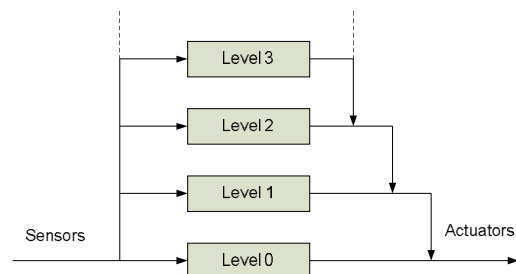 Level 3
Level 2
Level 1
Sensors
Actuators
Level 0